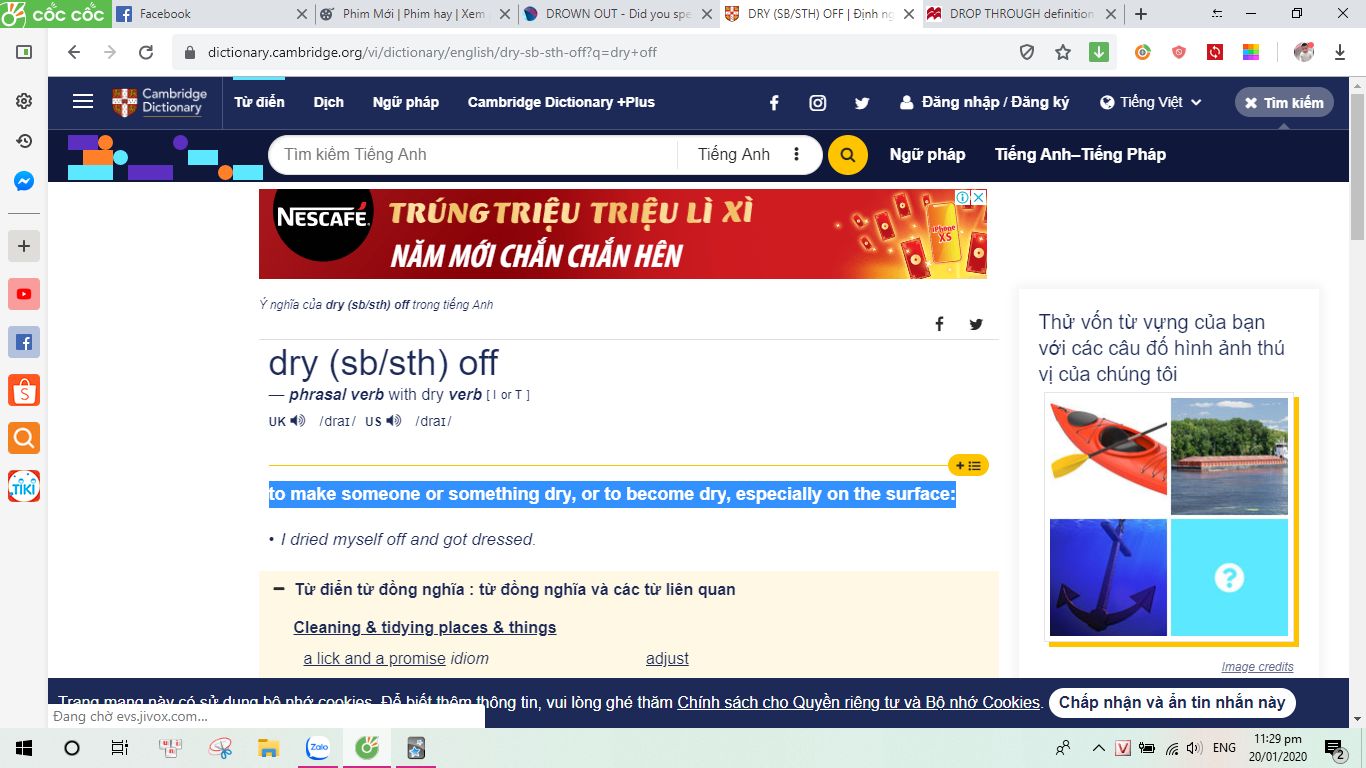 cốc cốc
Facebook
Phim Mới | Phim hay | Xem
DROWN OUT - Did you spe
DRY (SB/STH) OFF | Định ng
DROP THROUGH definition
dictionary.cambridge.org/vi/dictionary/english/dry-sb-sth-off?q=dry+off
Cambridge
Dictionary
Từ điển
Dịch
Ngữ pháp
Cambridge Dictionary +Plus
Đăng nhập / Đăng ký
Tiếng Việt
Tìm kiếm
Tìm kiếm Tiếng Anh
Tiếng Anh
Ngữ pháp
Tiếng Anh–Tiếng Pháp
NESCAFÉ.
TRÚNG TRIỆU TRIỆU LÌ XÌ
NĂM MỚI CHẮN CHẮN HÊN
iPhone
XS
Ý nghĩa của dry (sb/sth) off trong tiếng Anh
dry (sb/sth) off
— phrasal verb with dry verb [ I or T ]
UK /draɪ/ US /draɪ/
to make someone or something dry, or to become dry, especially on the surface:
• I dried myself off and got dressed.
Từ điển từ đồng nghĩa : từ đồng nghĩa và các từ liên quan
Cleaning & tidying places & things
a lick and a promise idiom
adjust
Thử vốn từ vựng của bạn
với các câu đố hình ảnh thú
vị của chúng tôi
?
Image credits
Trang mạng này có sử dụng bộ nhớ cookies. Để biết thêm thông tin, vui lòng ghé thăm Chính sách cho Quyền riêng tư và Bộ nhớ Cookies.
Chấp nhận và ẩn tin nhắn này
Đang chờ evs.jivox.com...
TIKI
Zalo
V
ENG
11:29 pm
20/01/2020
2